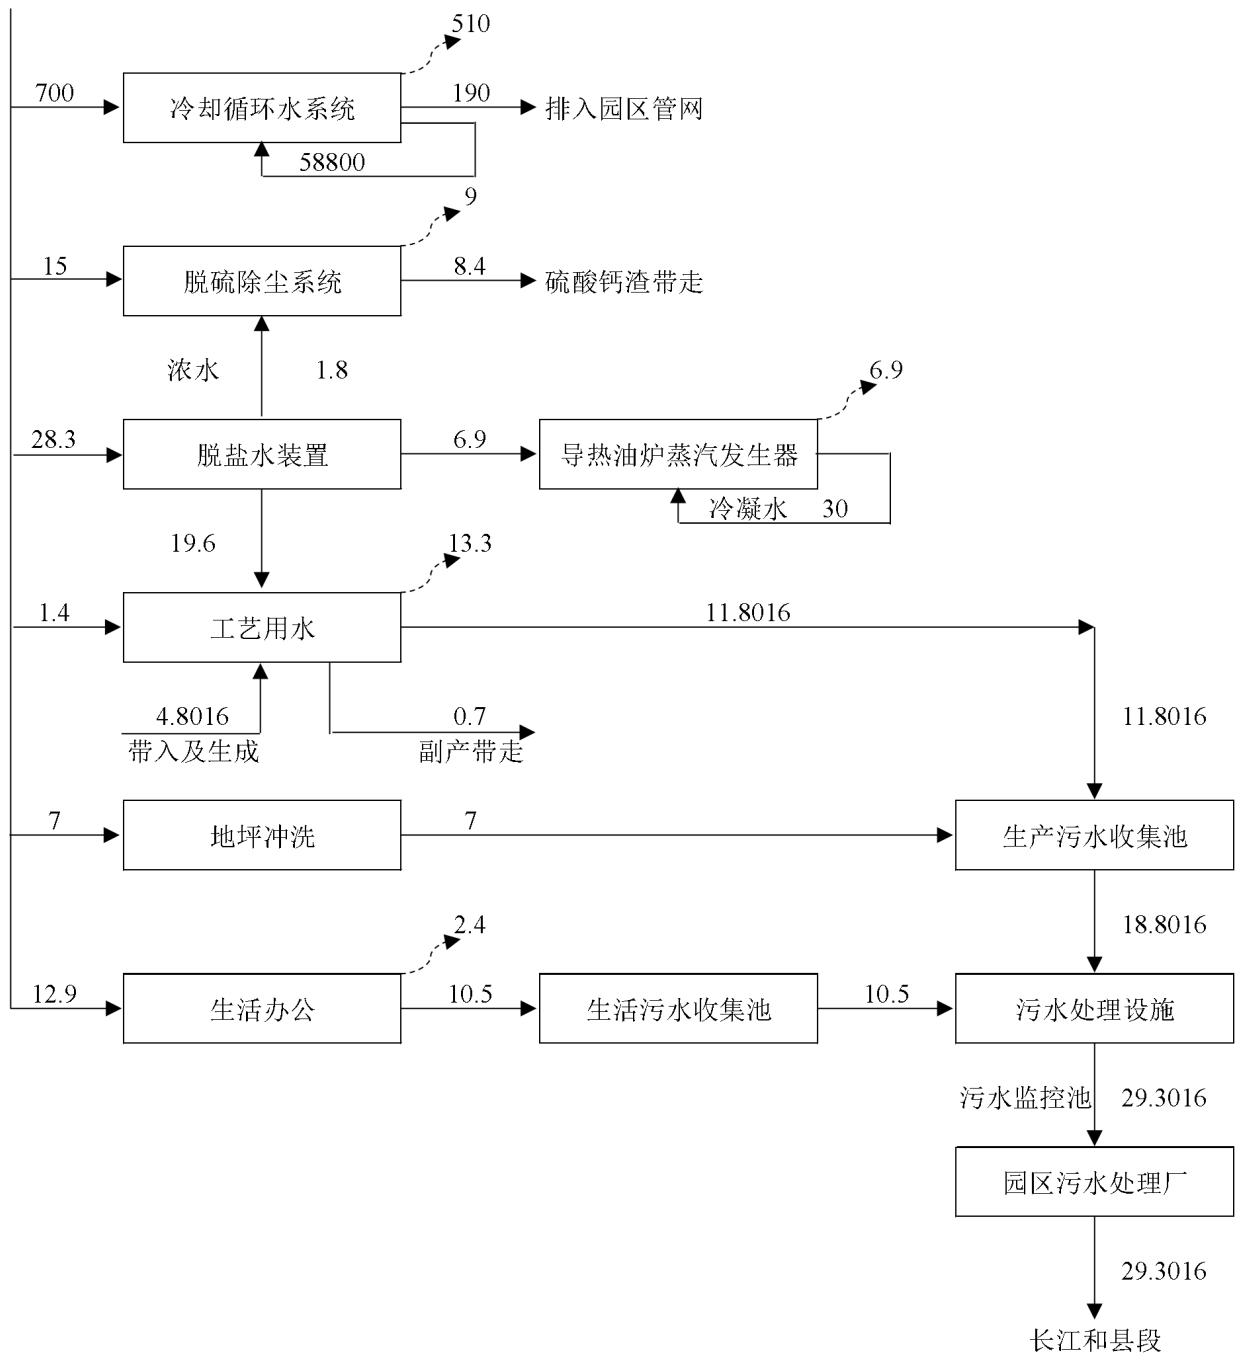 510
700
冷却循环水系统
190
排入园区管网
58800
9
15
脱硫除尘系统
8.4
硫酸钙渣带走
浓水
1.8
6.9
28.3
脱盐水装置
6.9
导热油炉蒸汽发生器
冷凝水 30
19.6
13.3
1.4
工艺用水
11.8016
4.8016
0.7
11.8016
带入及生成
副产带走
7
地坪冲洗
7
生产污水收集池
2.4
18.8016
12.9
生活办公
10.5
生活污水收集池
10.5
污水处理设施
污水监控池
29.3016
园区污水处理厂
29.3016
长江和县段